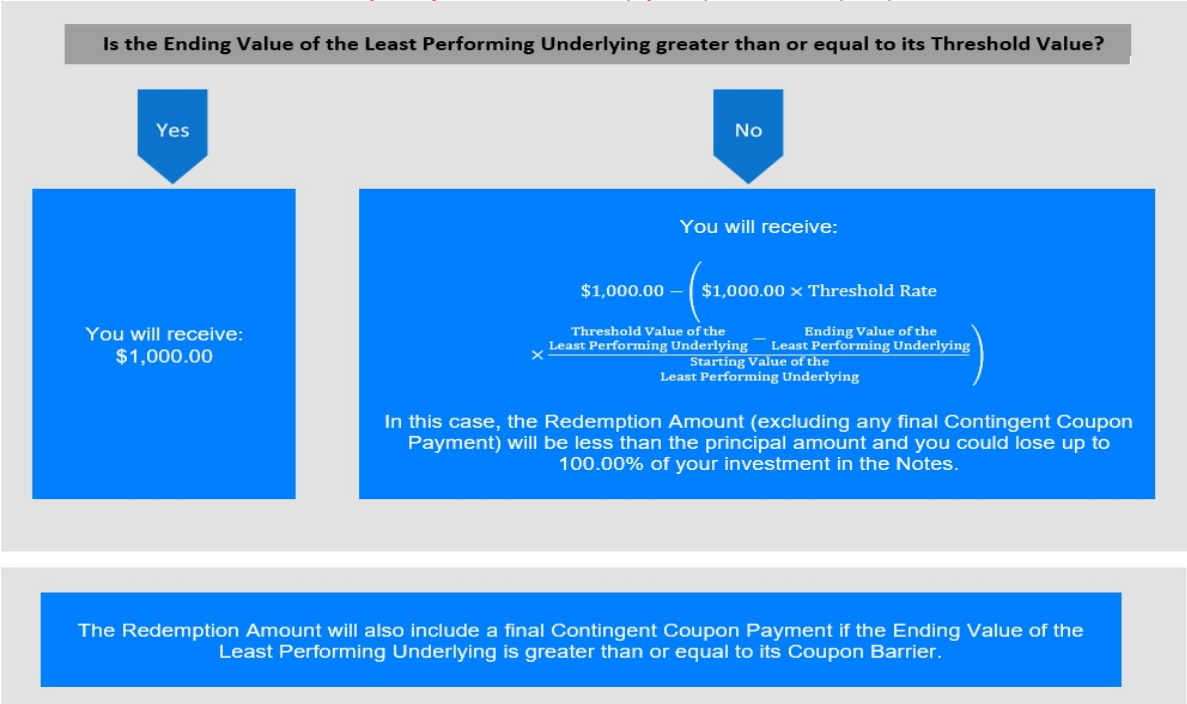 Is the Ending Value of the Least Performing Underlying greater than or equal to its Threshold Value?
Yes
No
You will receive:
$1,000.00
You will receive:
$1,000.00 − ($1,000.00 × Threshold Rate
Threshold Value of the Ending Value of the
× Least Performing Underlying − Least Performing Underlying )
Starting Value of the
Least Performing Underlying
In this case, the Redemption Amount (excluding any final Contingent Coupon
Payment) will be less than the principal amount and you could lose up to
100.00% of your investment in the Notes.
The Redemption Amount will also include a final Contingent Coupon Payment if the Ending Value of the
Least Performing Underlying is greater than or equal to its Coupon Barrier.